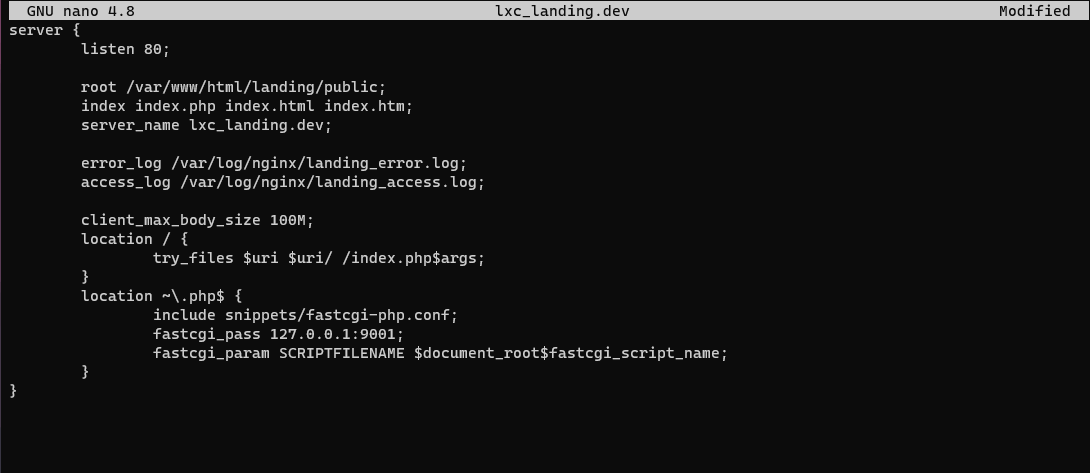 GNU nano 4.8 lxc_landing.dev Modified
server {
listen 80;
root /var/www/html/landing/public;
index index.php index.html index.htm;
server_name lxc_landing.dev;
error_log /var/log/nginx/landing_error.log;
access_log /var/log/nginx/landing_access.log;
client_max_body_size 100M;
location / {
try_files $uri $uri/ /index.php$args;
}
location ~\.php$ {
include snippets/fastcgi-php.conf;
fastcgi_pass 127.0.0.1:9001;
fastcgi_param SCRIPTFILENAME $document_root$fastcgi_script_name;
}
}